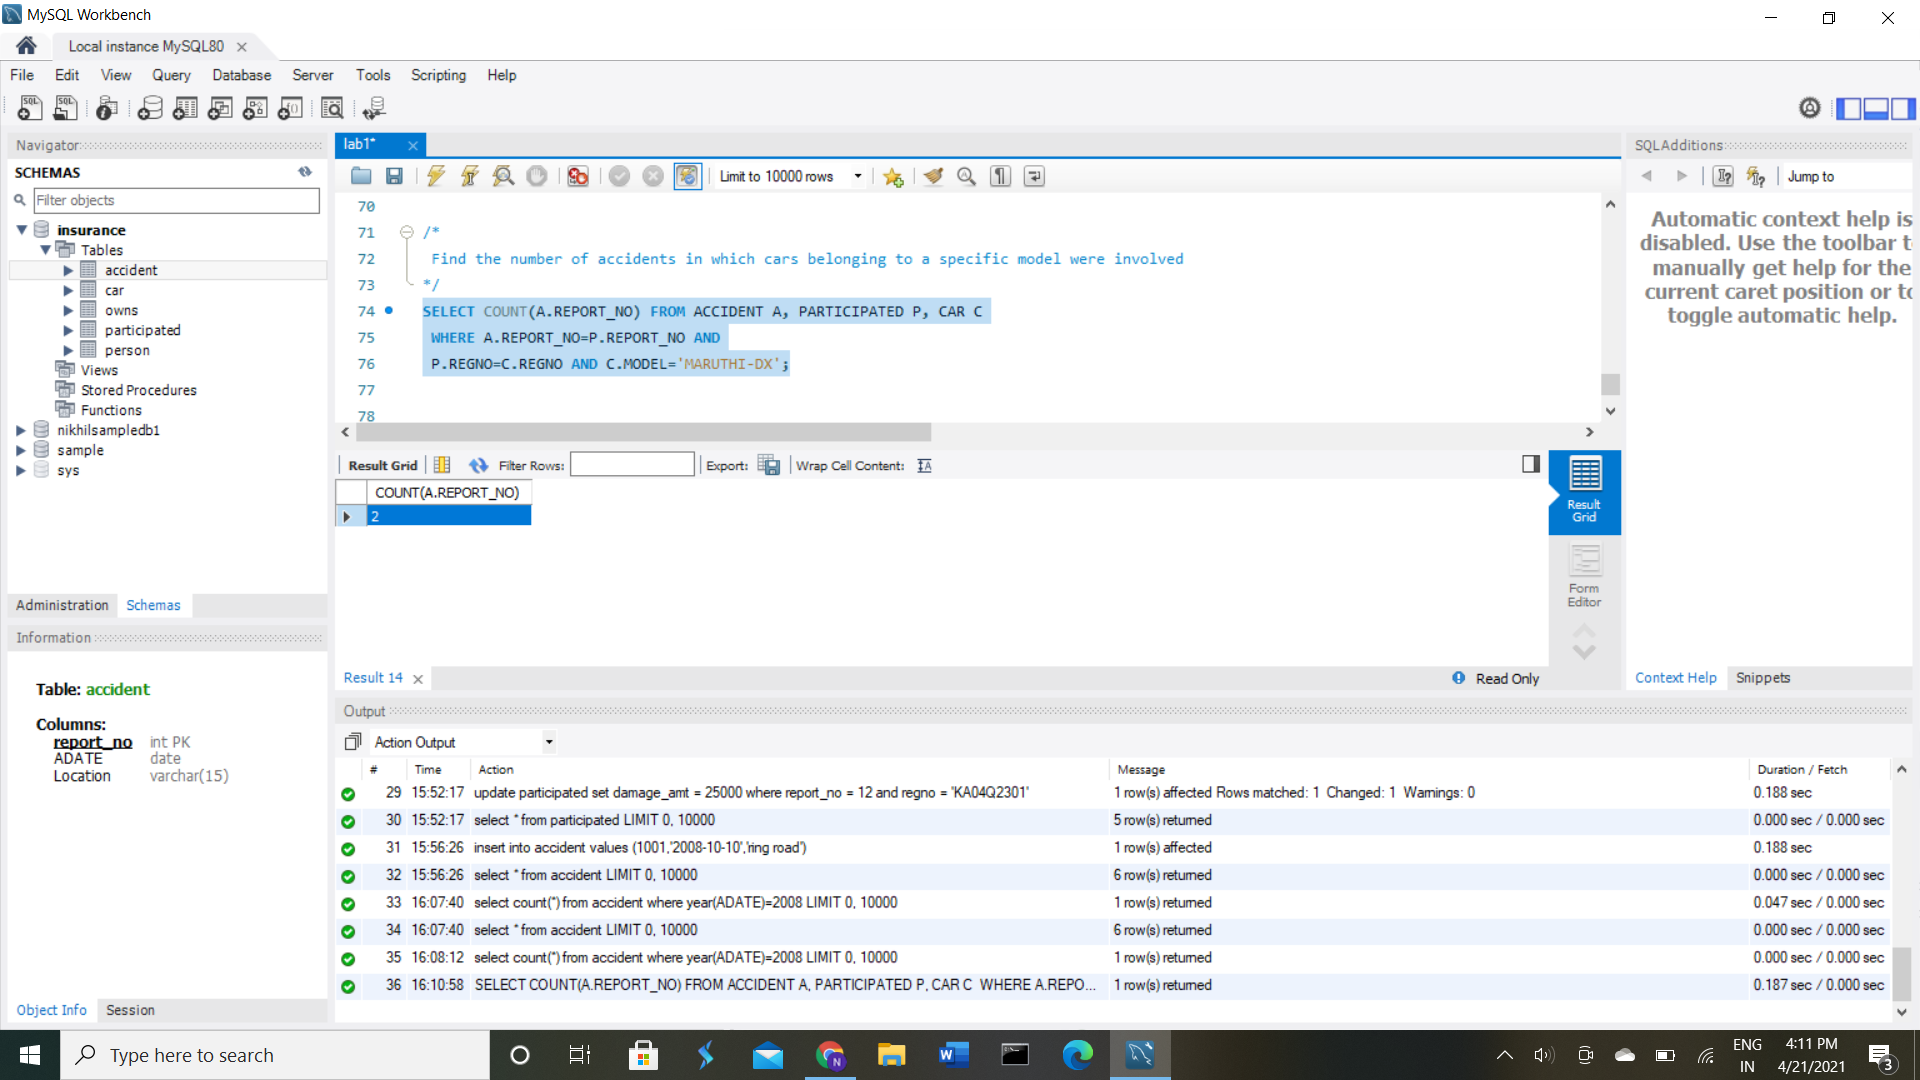 MySQL Workbench
Local instance MySQL80
File Edit View Query Database Server Tools Scripting Help
Navigator
SCHEMAS
Filter objects
insurance
Tables
accident
car
owns
participated
person
Views
Stored Procedures
Functions
nikhilsampledb1
sample
sys
Administration Schemas
Information
Table: accident
Columns:
report_no int PK
ADATE date
Location varchar(15)
Object Info Session
lab1*
Limit to 10000 rows
70
71 /*
72 Find the number of accidents in which cars belonging to a specific model were involved
73 */
74 SELECT COUNT(A.REPORT_NO) FROM ACCIDENT A, PARTICIPATED P, CAR C
75 WHERE A.REPORT_NO=P.REPORT_NO AND
76 P.REGNO=C.REGNO AND C.MODEL='MARUTHI-DX';
77
78
Result Grid Filter Rows: Export: Wrap Cell Content:
COUNT(A.REPORT_NO)
2
Result Grid
Form Editor
Result 14
Read Only
SQLAdditions
Jump to
Automatic context help is
disabled. Use the toolbar t
manually get help for the
current caret position or to
toggle automatic help.
Context Help Snippets
Output
Action Output
# Time Action Message Duration / Fetch
29 15:52:17 update participated set damage_amt = 25000 where report_no = 12 and regno = 'KA04Q2301' 1 row(s) affected Rows matched: 1 Changed: 1 Warnings: 0 0.188 sec
30 15:52:17 select * from participated LIMIT 0, 10000 5 row(s) returned 0.000 sec / 0.000 sec
31 15:56:26 insert into accident values (1001,'2008-10-10','ring road') 1 row(s) affected 0.188 sec
32 15:56:26 select * from accident LIMIT 0, 10000 6 row(s) returned 0.000 sec / 0.000 sec
33 16:07:40 select count(*) from accident where year(ADATE)=2008 LIMIT 0, 10000 1 row(s) returned 0.047 sec / 0.000 sec
34 16:07:40 select * from accident LIMIT 0, 10000 6 row(s) returned 0.000 sec / 0.000 sec
35 16:08:12 select count(*) from accident where year(ADATE)=2008 LIMIT 0, 10000 1 row(s) returned 0.000 sec / 0.000 sec
36 16:10:58 SELECT COUNT(A.REPORT_NO) FROM ACCIDENT A, PARTICIPATED P, CAR C WHERE A.REPO... 1 row(s) returned 0.187 sec / 0.000 sec
Type here to search
ENG
IN
4:11 PM
4/21/2021
3